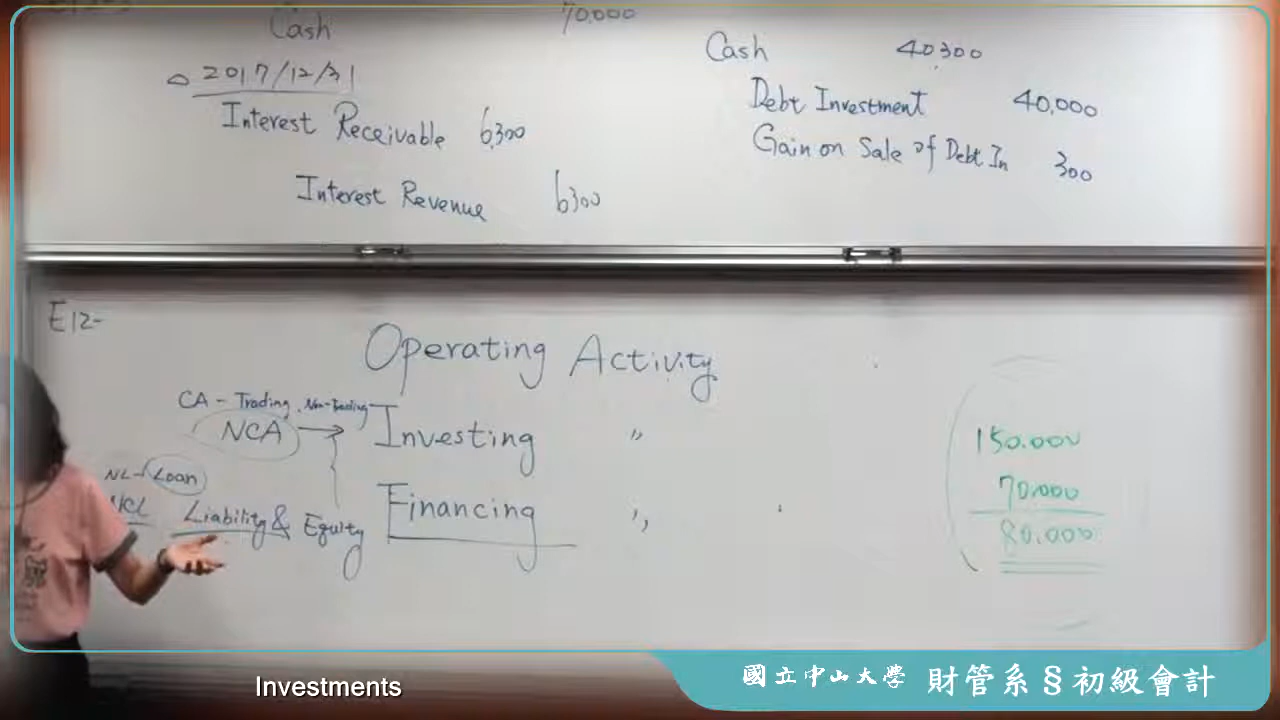 Cash 70,000
△ 2017/12/31
Interest Receivable 6,300
Interest Revenue 6300
Cash 40,300
Debt Investment 40,000
Gain on Sale of Debt In 300
E12-
Operating Activity
CA - Trading, Non-Trading
NCA → Investing "
NL - Loan
NCL Liability & Equity Financing "
150,000
70,000
80,000
Investments
國立中山大學 財管系§初級會計